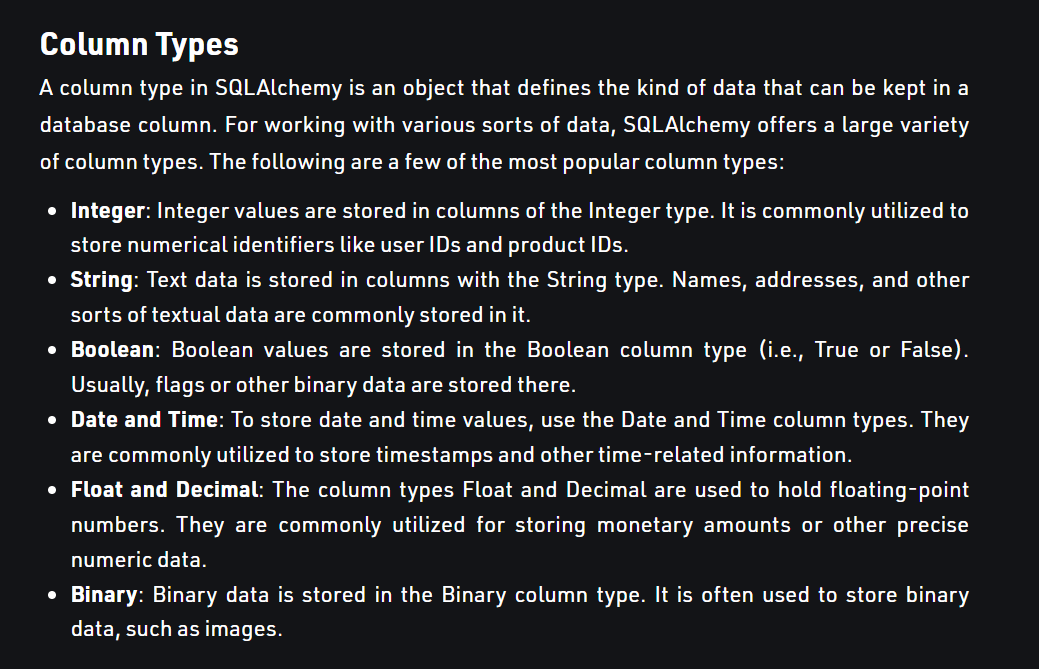 Column Types
A column type in SQLAlchemy is an object that defines the kind of data that can be kept in a
database column. For working with various sorts of data, SQLAlchemy offers a large variety
of column types. The following are a few of the most popular column types:
• Integer: Integer values are stored in columns of the Integer type. It is commonly utilized to
store numerical identifiers like user IDs and product IDs.
• String: Text data is stored in columns with the String type. Names, addresses, and other
sorts of textual data are commonly stored in it.
• Boolean: Boolean values are stored in the Boolean column type (i.e., True or False).
Usually, flags or other binary data are stored there.
• Date and Time: To store date and time values, use the Date and Time column types. They
are commonly utilized to store timestamps and other time-related information.
• Float and Decimal: The column types Float and Decimal are used to hold floating-point
numbers. They are commonly utilized for storing monetary amounts or other precise
numeric data.
• Binary: Binary data is stored in the Binary column type. It is often used to store binary
data, such as images.